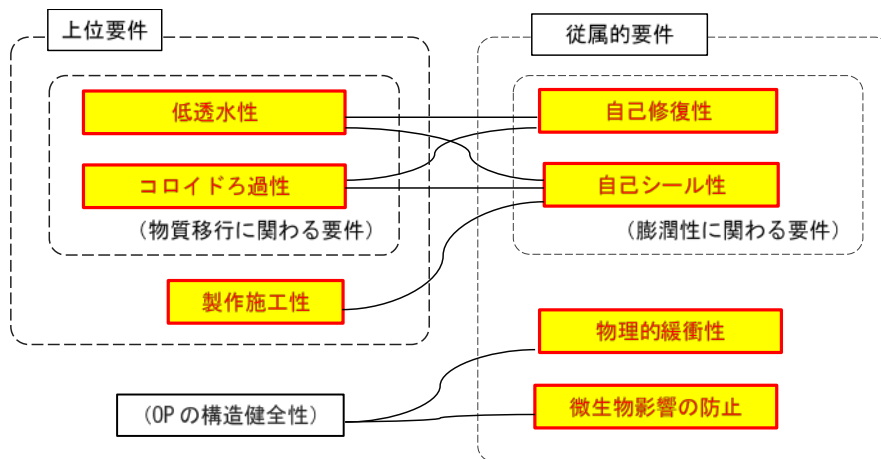 上位要件
低透水性
コロイドろ過性
（物質移行に関わる要件）
製作施工性
（OPの構造健全性）
従属的要件
自己修復性
自己シール性
（膨潤性に関わる要件）
物理的緩衝性
微生物影響の防止